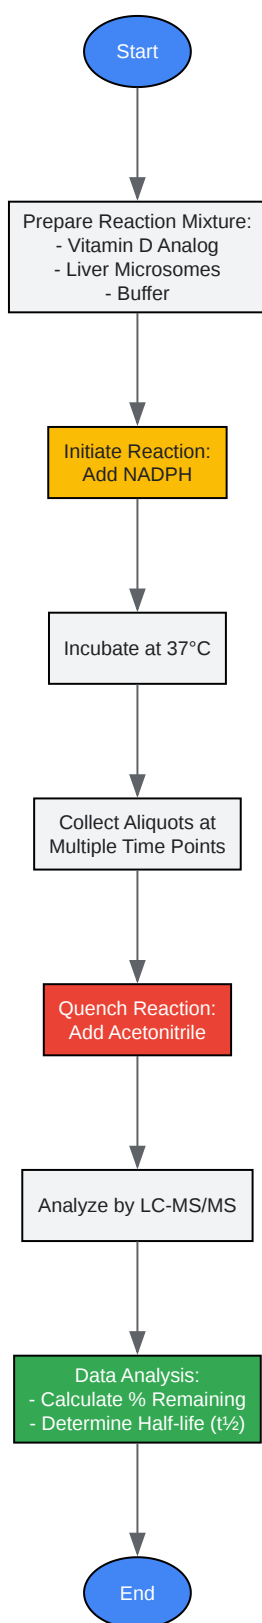 Start
Prepare Reaction Mixture:
- Vitamin D Analog
- Liver Microsomes
- Buffer
Initiate Reaction:
Add NADPH
Incubate at 37°C
Collect Aliquots at
Multiple Time Points
Quench Reaction:
Add Acetonitrile
Analyze by LC-MS/MS
Data Analysis:
- Calculate % Remaining
- Determine Half-life (t½)
End